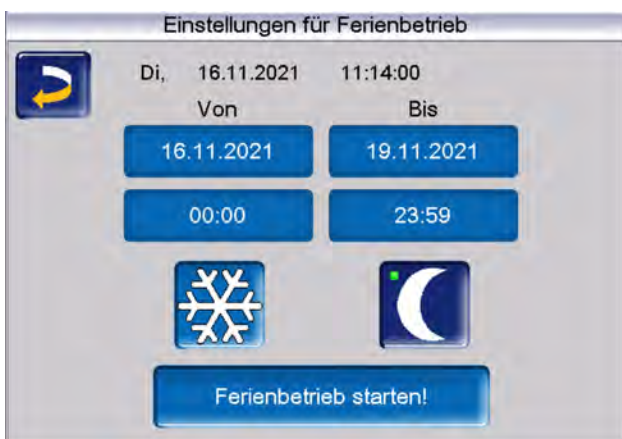 Einstellungen für Ferienbetrieb
Di, 16.11.2021 11:14:00
Von Bis
16.11.2021 19.11.2021
00:00 23:59
Ferienbetrieb starten!